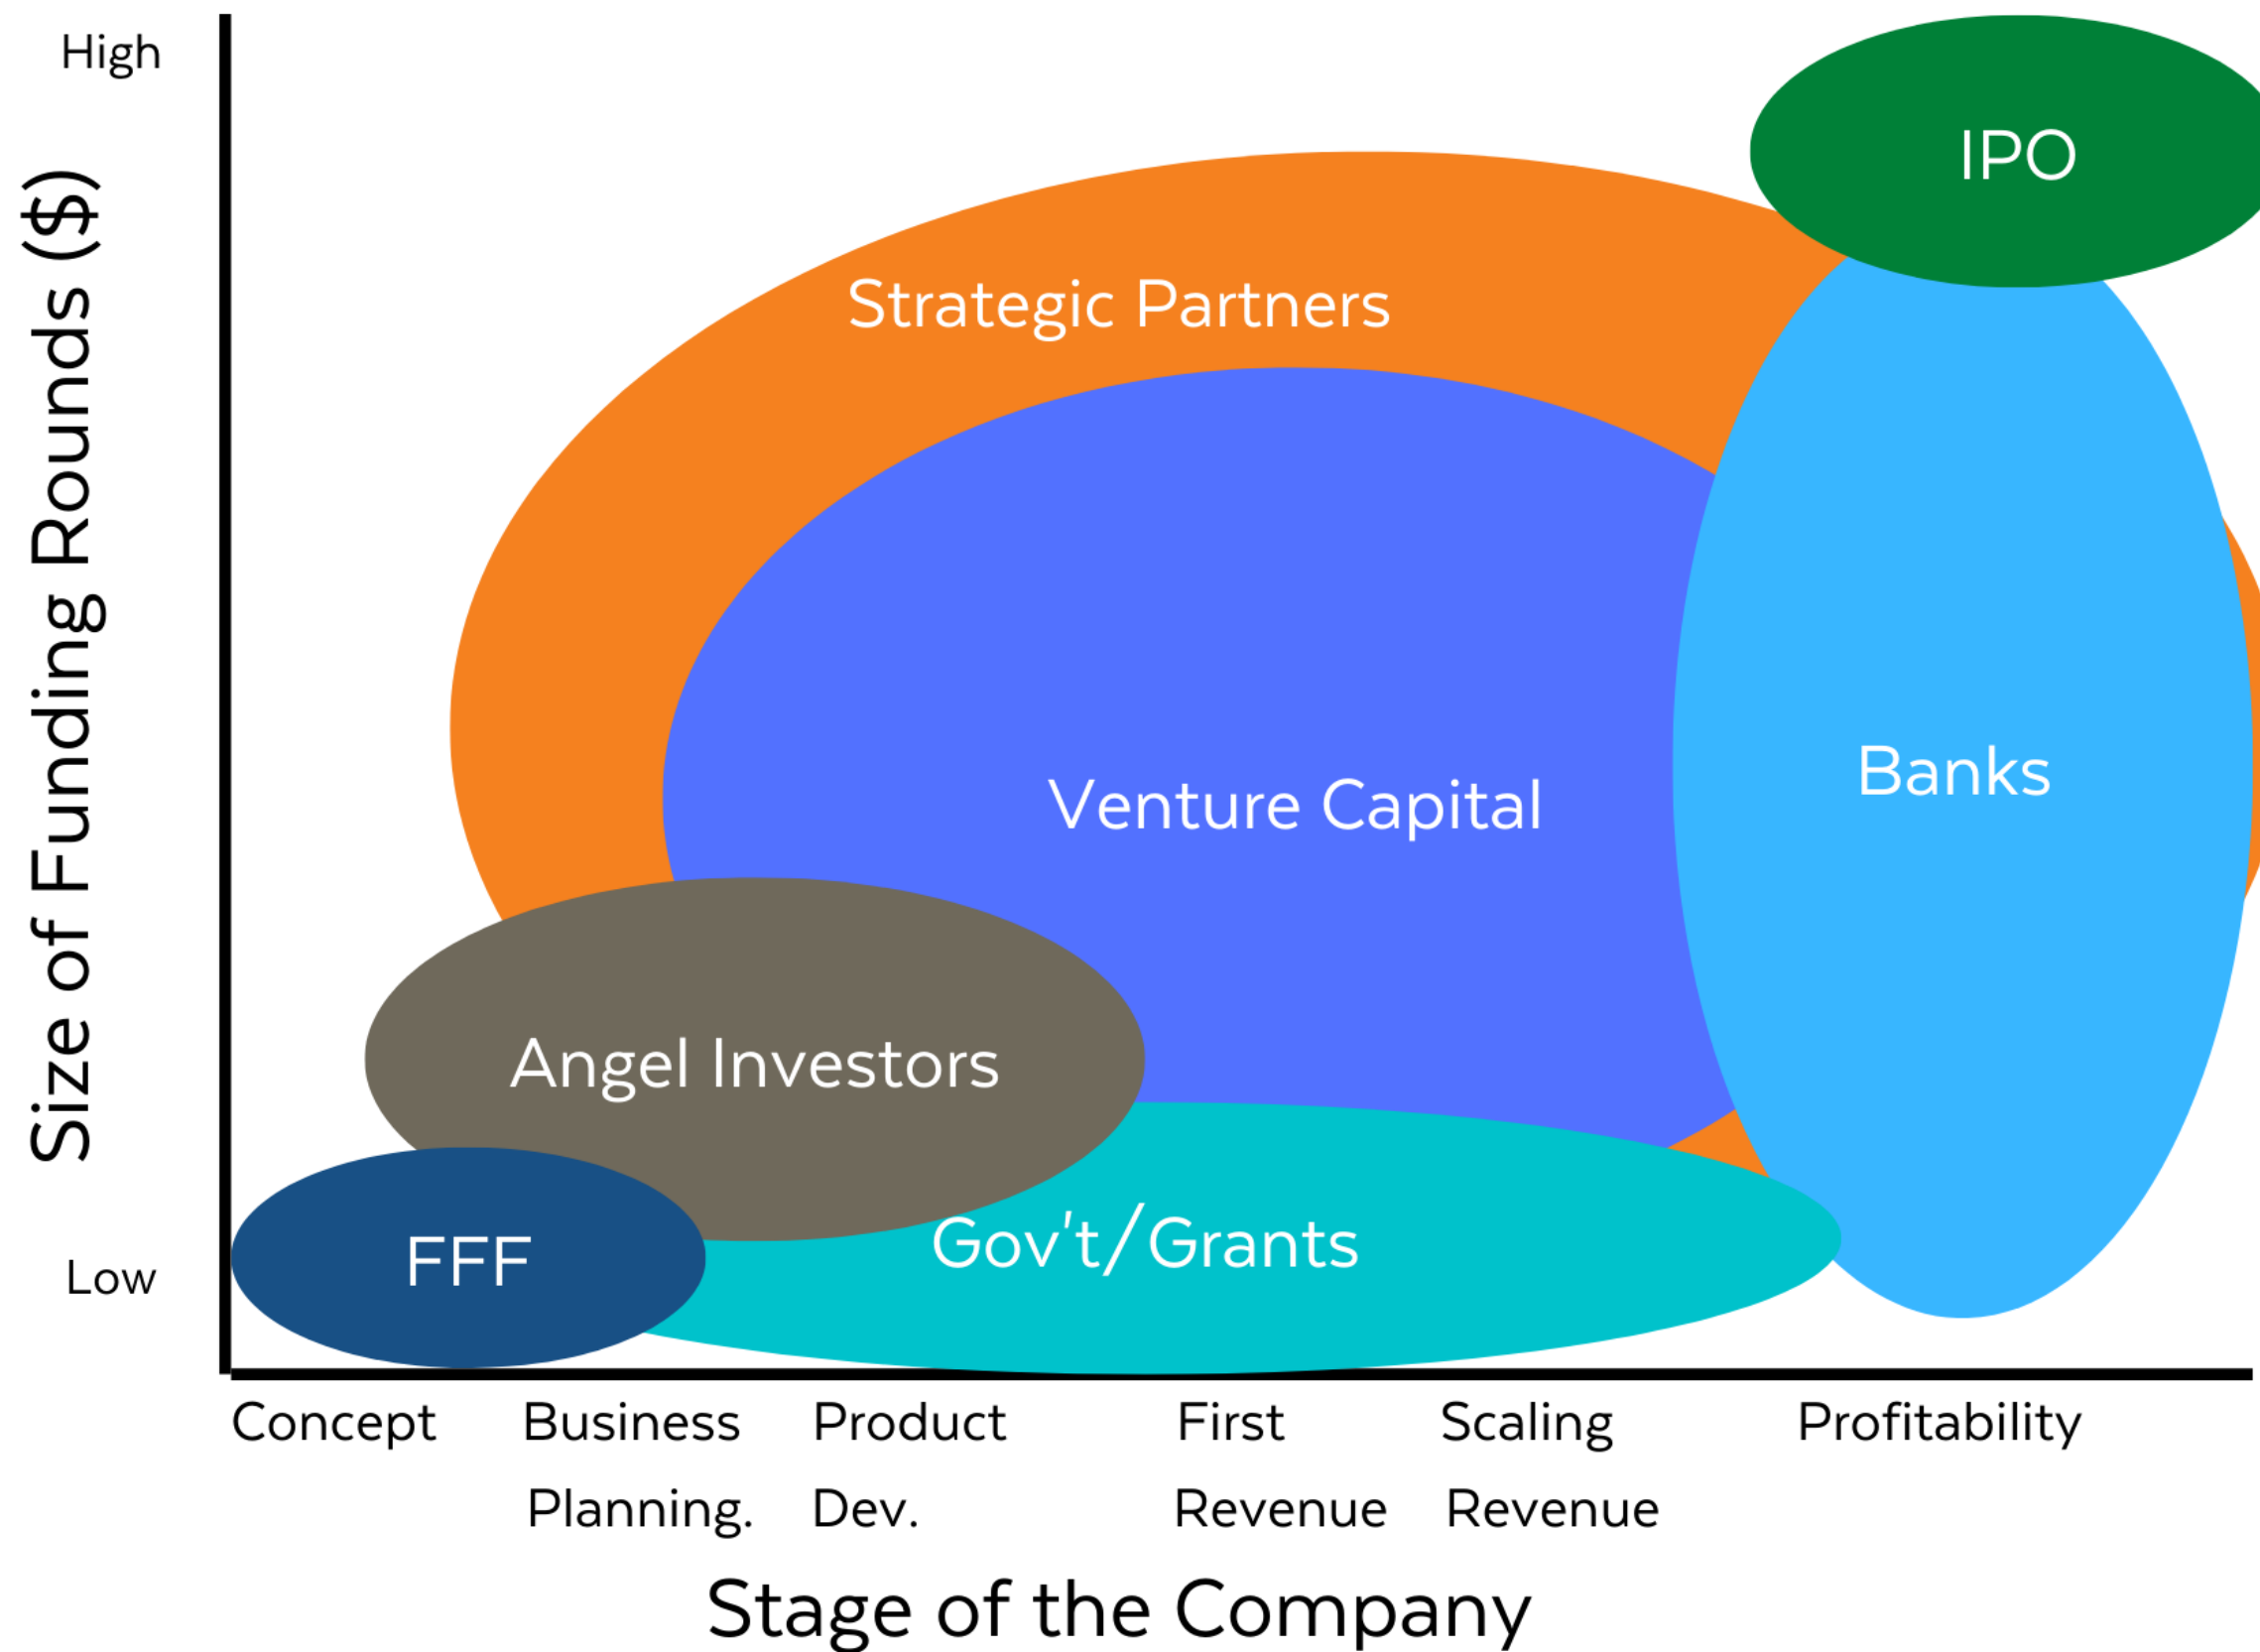 High
Size of Funding Rounds ($)
Low
IPO
Strategic Partners
Venture Capital
Banks
Angel Investors
Gov't/Grants
FFF
Concept
Business
Planning.
Product
Dev.
First
Revenue
Scaling
Revenue
Profitability
Stage of the Company